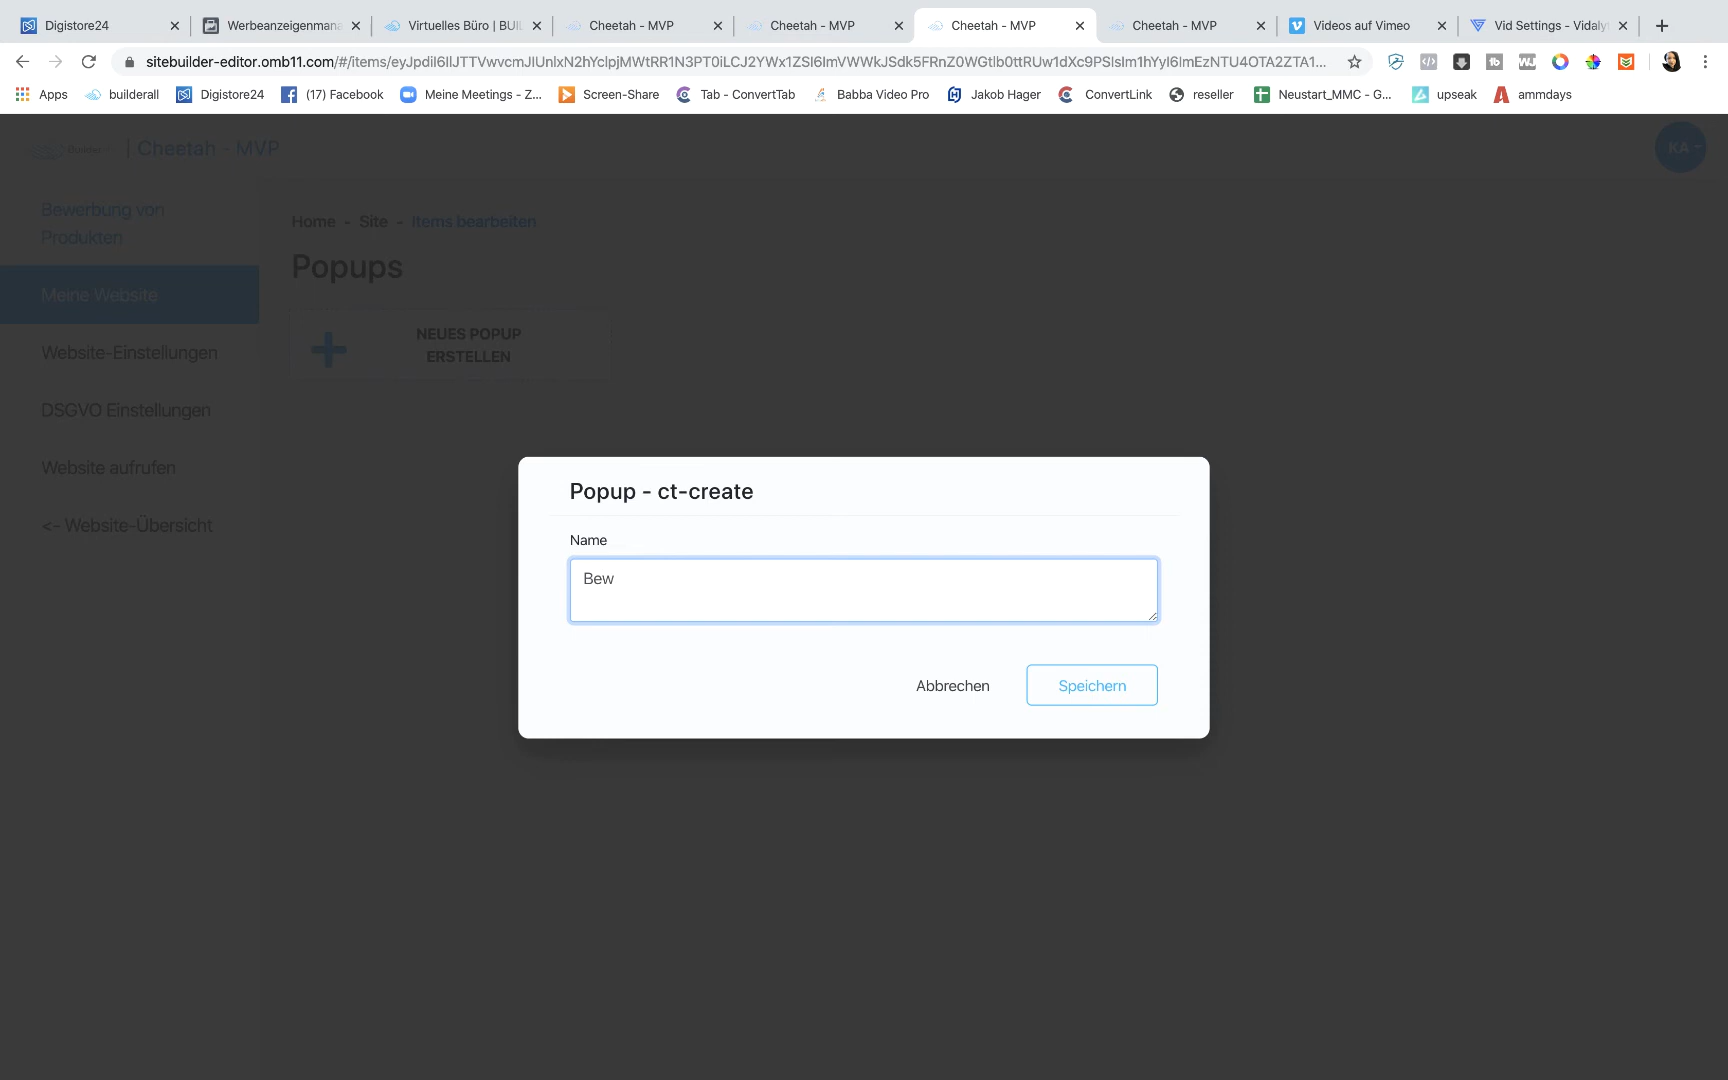 Digistore24
Werbeanzeigenmana
Virtuelles Büro | BUIL
Cheetah - MVP
Cheetah - MVP
Cheetah - MVP
Cheetah - MVP
Videos auf Vimeo
Vid Settings - Vidaly
sitebuilder-editor.omb11.com
Apps
builderall
Digistore24
(17) Facebook
Meine Meetings - Z...
Screen-Share
Tab - ConvertTab
Babba Video Pro
Jakob Hager
ConvertLink
reseller
Neustart_MMC - G...
upseak
ammdays
Builder
| Cheetah - MVP
KA
Bewerbung von
Produkten
Meine Website
Website-Einstellungen
DSGVO Einstellungen
Website aufrufen
<- Website-Übersicht
Home - Site - Items bearbeiten
Popups
NEUES POPUP
ERSTELLEN
Popup - ct-create
Name
Bew
Abbrechen
Speichern